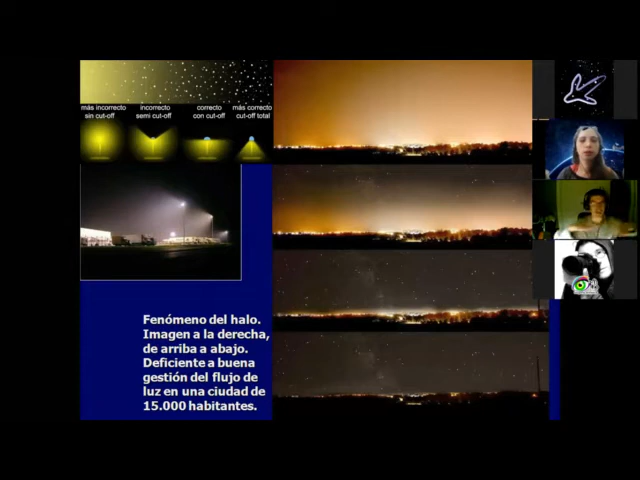 más incorrecto incorrecto correcto más correcto
sin cut-off semi cut-off con cut-off cut-off total
Fenómeno del halo.
Imagen a la derecha,
de arriba a abajo.
Deficiente a buena
gestión del flujo de
luz en una ciudad de
15.000 habitantes.